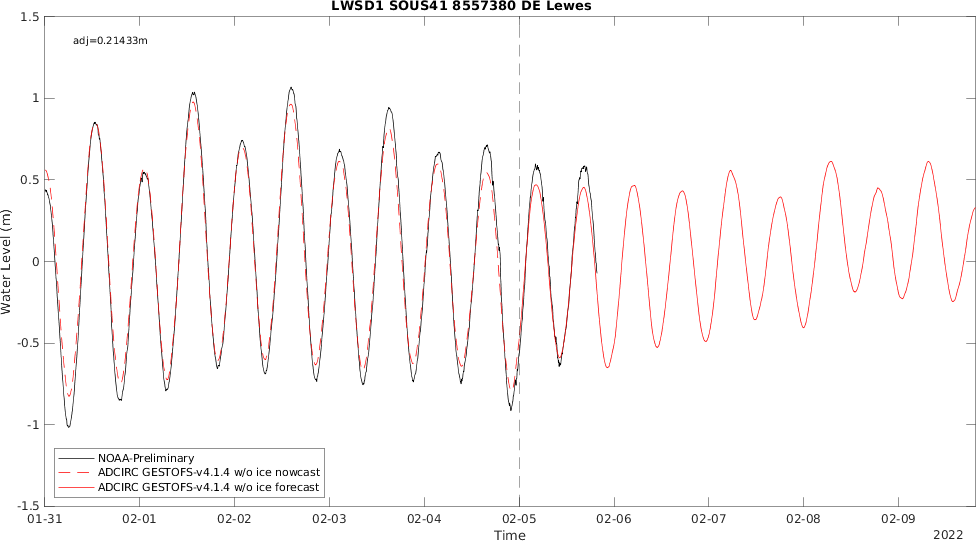 LWSD1 SOUS41 8557380 DE Lewes
1.5
adj=0.21433m
1
0.5
0
-0.5
-1
-1.5
Water Level (m)
NOAA-Preliminary
ADCIRC GESTOFS-v4.1.4 w/o ice nowcast
ADCIRC GESTOFS-v4.1.4 w/o ice forecast
01-31 02-01 02-02 02-03 02-04 02-05 02-06 02-07 02-08 02-09
Time
2022